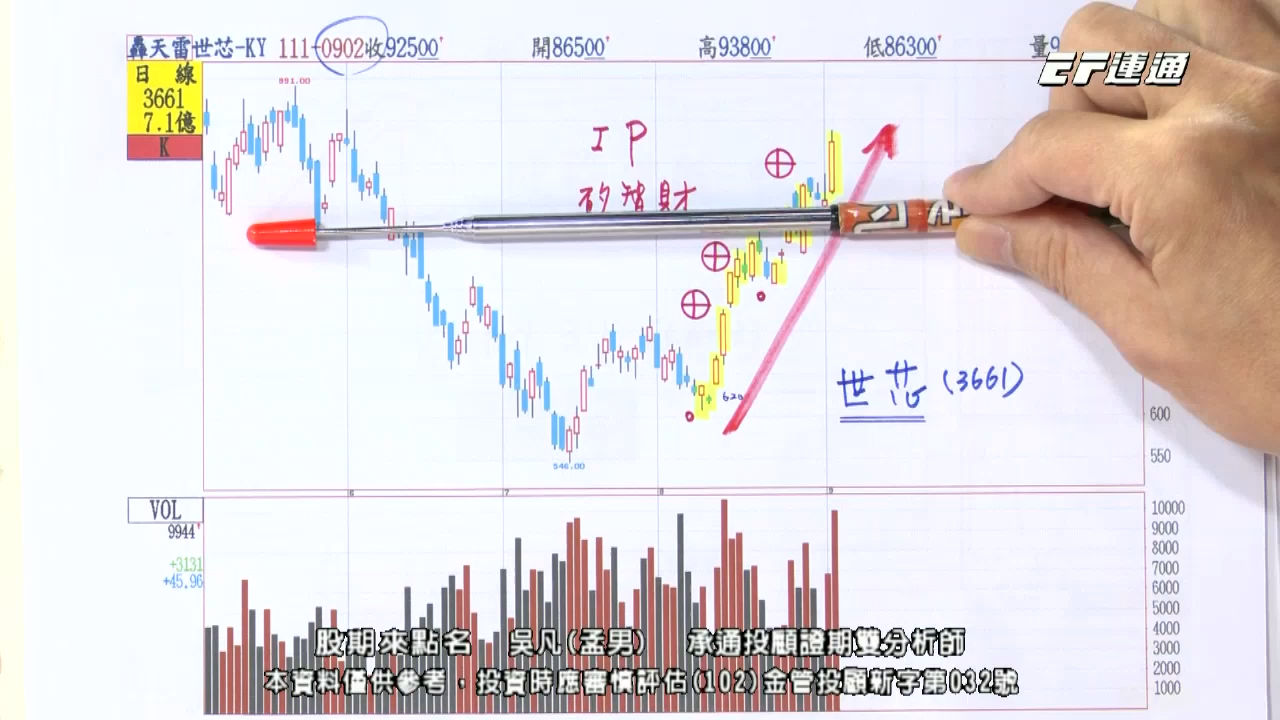 轟天雷世芯-KY 111-0902收92500' 開86500' 高93800' 低86300' 量9
EF連通
日 線
3661
7.1億
K
991.00
IP
矽智財
620
世芯(3661)
600
550
546.00
6 7 8 9
VOL
9944'
+3131
+45.96
10000
9000
8000
7000
6000
5000
4000
3000
2000
1000
股期來點名 吳凡(孟男) 承通投顧證期雙分析師
本資料僅供參考，投資時應審慎評估(102)金管投顧新字第032號